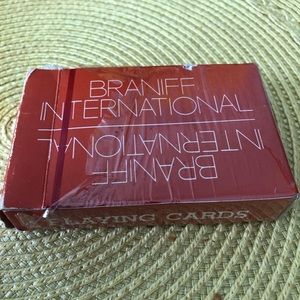 BRANIFF
INTERNATIONAL
INTERNATIONAL
BRANIFF
PLAYING CARDS